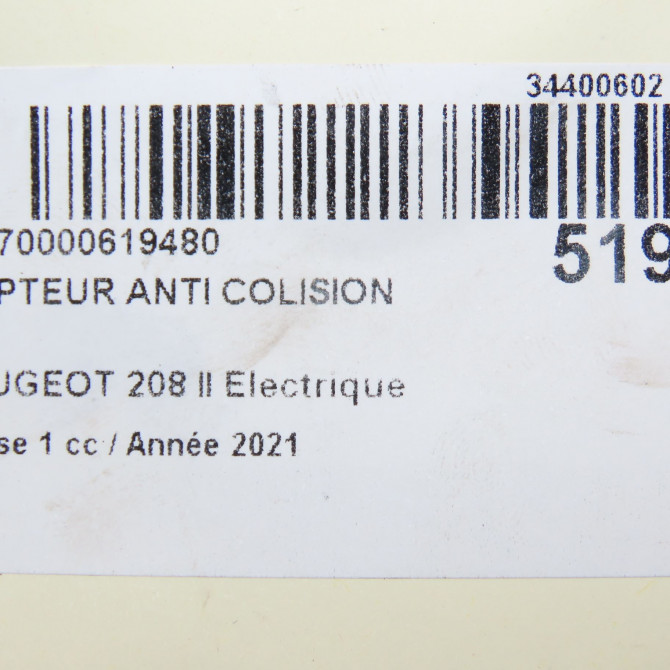 34400602
70000619480
519
PTEUR ANTI COLISION
UGEOT 208 II Electrique
se 1 cc / Année 2021